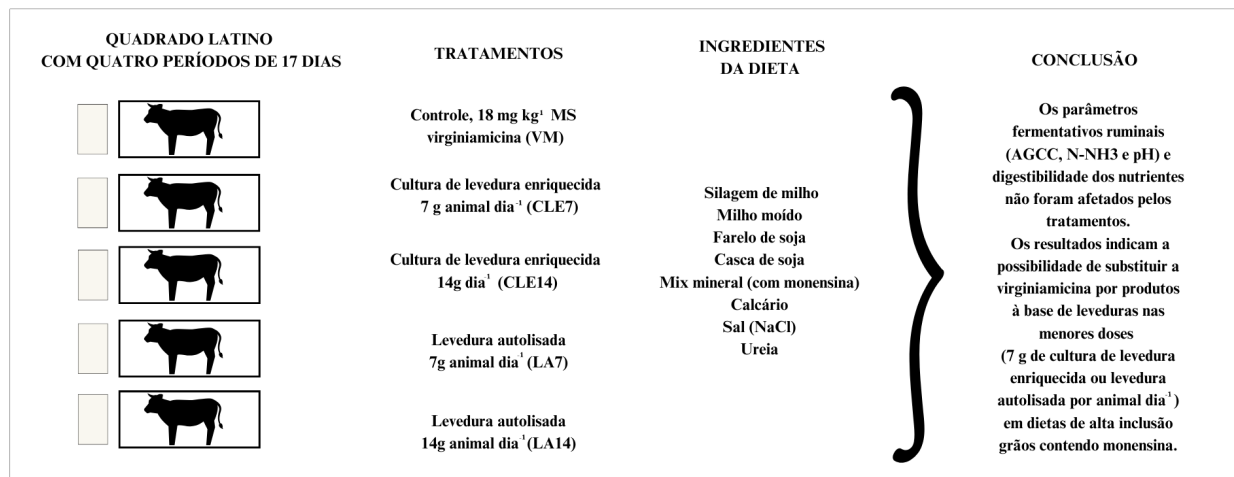 QUADRADO LATINO
COM QUATRO PERÍODOS DE 17 DIAS
TRATAMENTOS
Controle, 18 mg kg¹ MS
virginiamicina (VM)
Cultura de levedura enriquecida
7 g animal dia⁻¹ (CLE7)
Cultura de levedura enriquecida
14g dia⁻¹ (CLE14)
Levedura autolisada
7g animal dia⁻¹ (LA7)
Levedura autolisada
14g animal dia⁻¹ (LA14)
INGREDIENTES
DA DIETA
Silagem de milho
Milho moído
Farelo de soja
Casca de soja
Mix mineral (com monensina)
Calcário
Sal (NaCl)
Ureia
CONCLUSÃO
Os parâmetros
fermentativos ruminais
(AGCC, N-NH3 e pH) e
digestibilidade dos nutrientes
não foram afetados pelos
tratamentos.
Os resultados indicam a
possibilidade de substituir a
virginiamicina por produtos
à base de leveduras nas
menores doses
(7 g de cultura de levedura
enriquecida ou levedura
autolisada por animal dia⁻¹)
em dietas de alta inclusão
grãos contendo monensina.